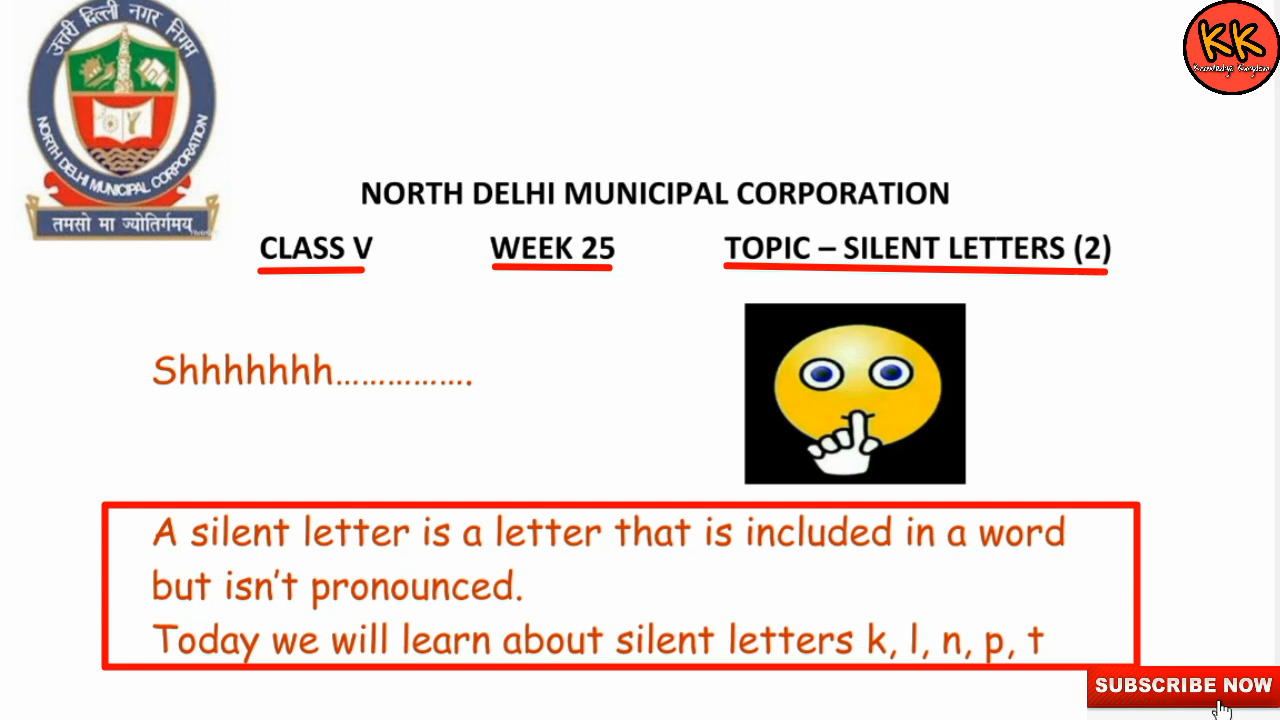 उत्तरी दिल्ली नगर निगम
NORTH DELHI MUNICIPAL CORPORATION
तमसो मा ज्योतिर्गमय
KK
Knowledge Kingdom
NORTH DELHI MUNICIPAL CORPORATION
CLASS V WEEK 25 TOPIC – SILENT LETTERS (2)
Shhhhhhh…………….
A silent letter is a letter that is included in a word
but isn't pronounced.
Today we will learn about silent letters k, l, n, p, t
SUBSCRIBE NOW